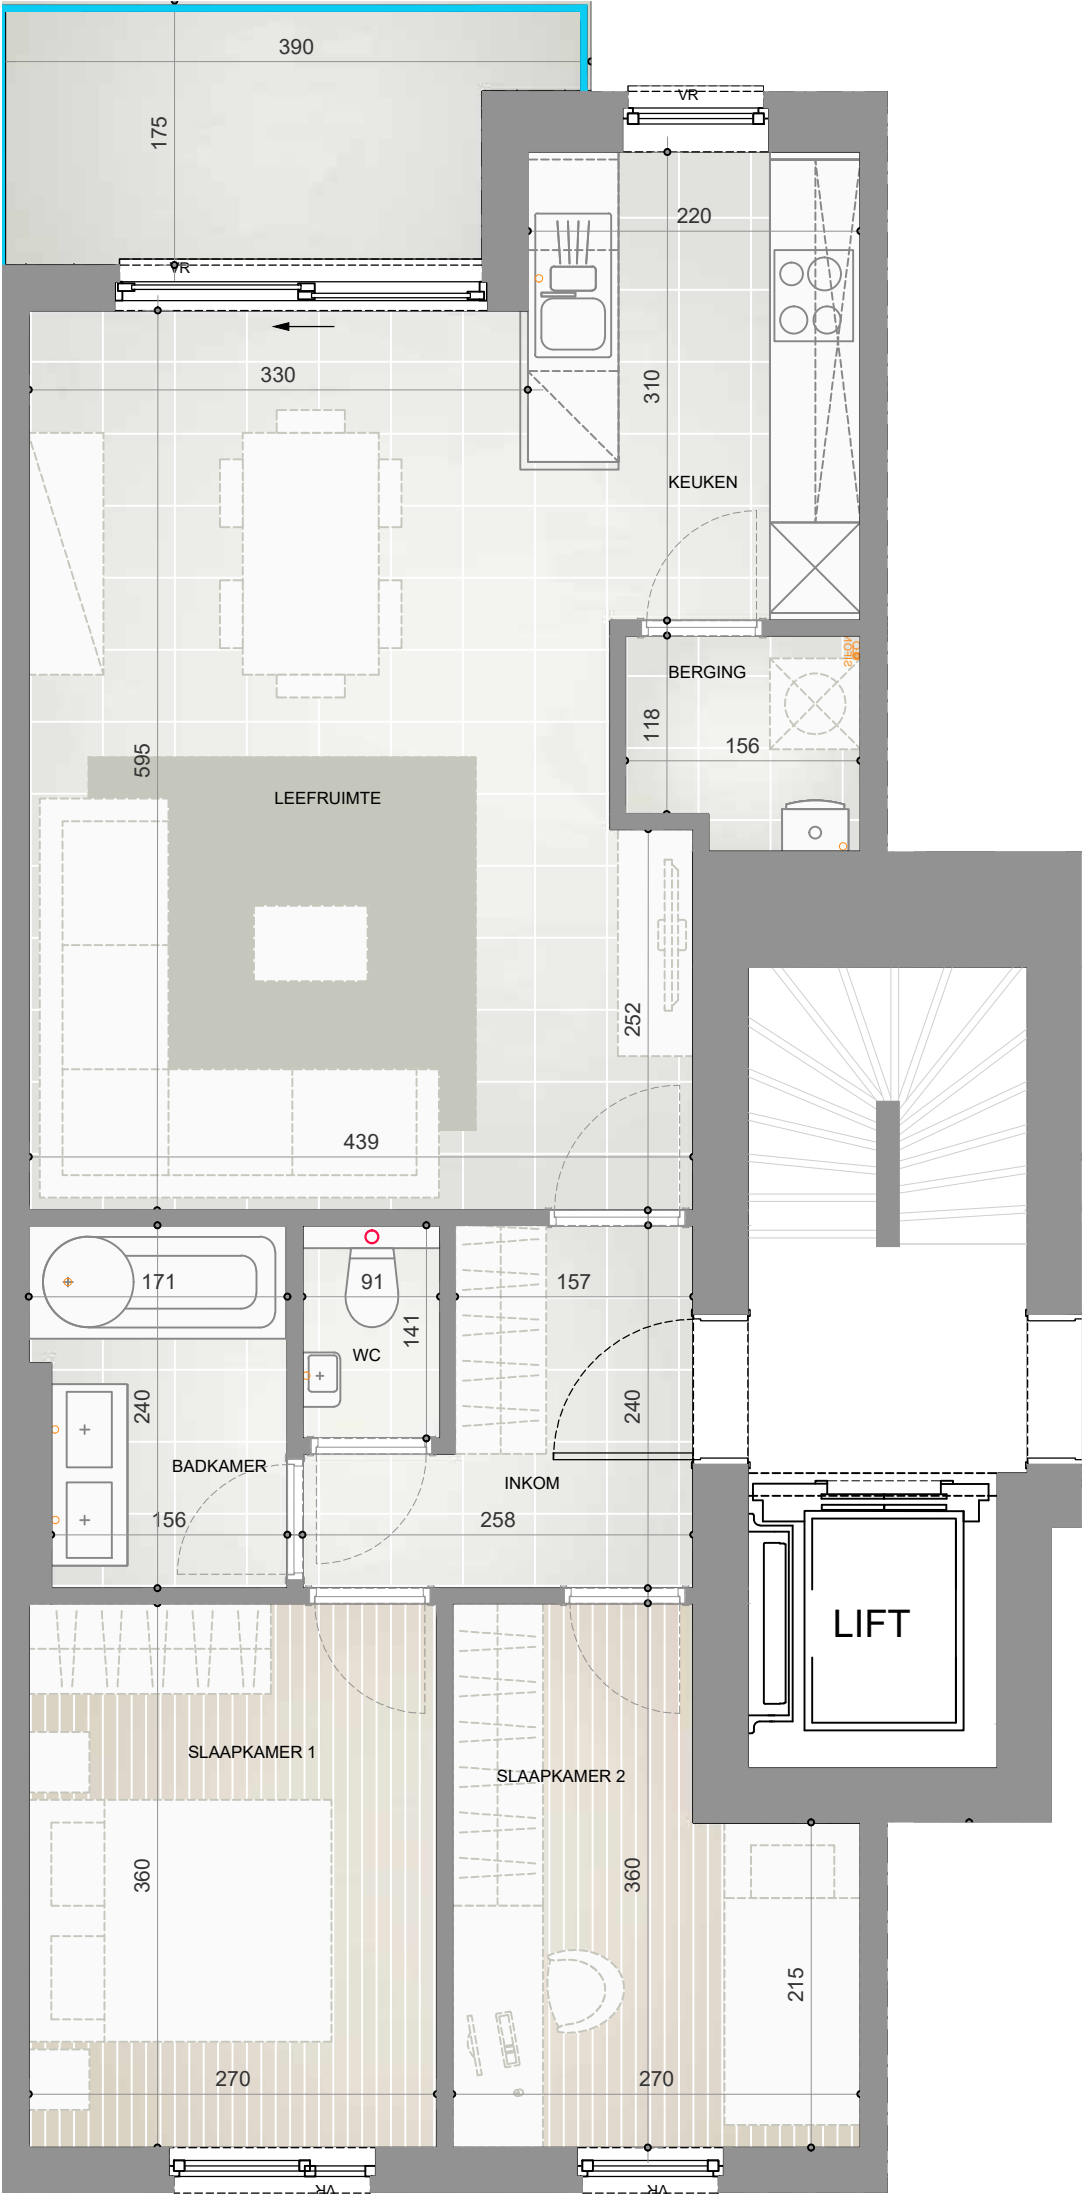 390
175
VR
VR
220
330
310
KEUKEN
SIFON
BERGING
118
156
595
LEEFRUIMTE
252
439
171
91
157
141
WC
240
240
BADKAMER
INKOM
156
258
LIFT
SLAAPKAMER 1
SLAAPKAMER 2
360
360
215
270
270
VR
VR